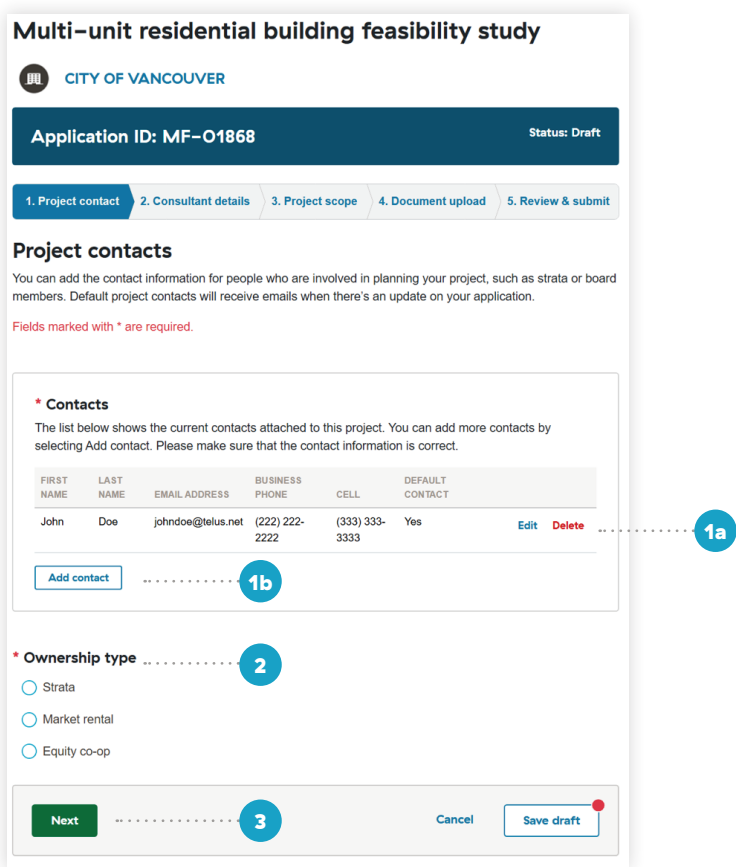 Multi-unit residential building feasibility study
CITY OF VANCOUVER
Application ID: MF-01868
Status: Draft
1. Project contact
2. Consultant details
3. Project scope
4. Document upload
5. Review & submit
Project contacts
You can add the contact information for people who are involved in planning your project, such as strata or board
members. Default project contacts will receive emails when there's an update on your application.
Fields marked with * are required.
* Contacts
The list below shows the current contacts attached to this project. You can add more contacts by
selecting Add contact. Please make sure that the contact information is correct.
FIRST NAME LAST NAME EMAIL ADDRESS BUSINESS PHONE CELL DEFAULT CONTACT
John Doe johndoe@telus.net (222) 222-2222 (333) 333-3333 Yes Edit Delete
1a
Add contact
1b
* Ownership type
2
Strata
Market rental
Equity co-op
Next
3
Cancel
Save draft